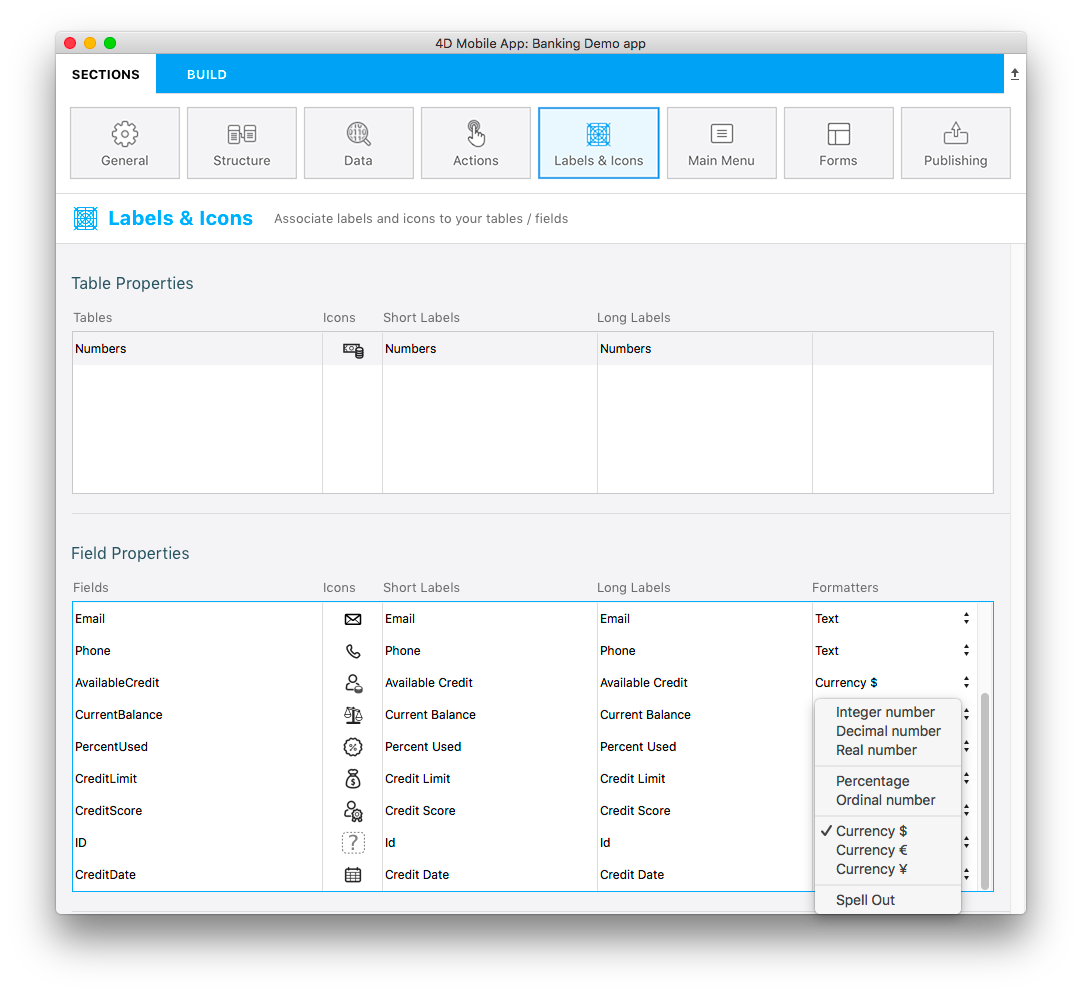 4D Mobile App: Banking Demo app
SECTIONS BUILD
General Structure Data Actions Labels & Icons Main Menu Forms Publishing
Labels & Icons Associate labels and icons to your tables / fields
Table Properties
Tables Icons Short Labels Long Labels
Numbers Numbers Numbers
Field Properties
Fields Icons Short Labels Long Labels Formatters
Email Email Email Text
Phone Phone Phone Text
AvailableCredit Available Credit Available Credit Currency $
CurrentBalance Current Balance Current Balance
PercentUsed Percent Used Percent Used
CreditLimit Credit Limit Credit Limit
CreditScore Credit Score Credit Score
ID ? Id Id
CreditDate Credit Date Credit Date
Integer number
Decimal number
Real number
Percentage
Ordinal number
✓ Currency $
Currency €
Currency ¥
Spell Out